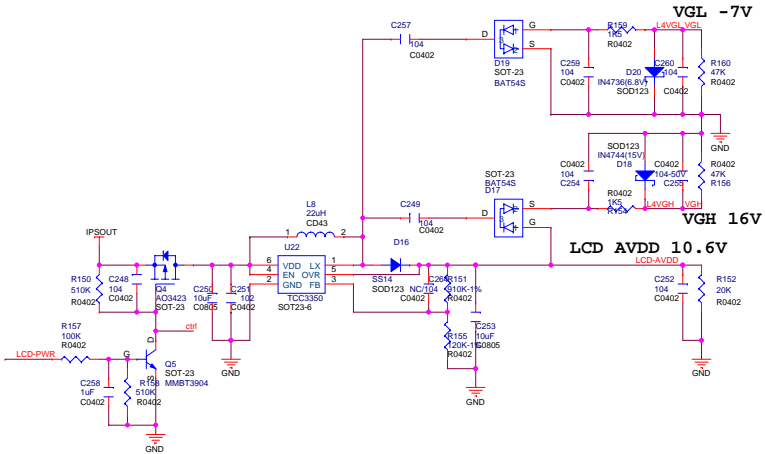 VGL -7V
C257
104
C0402
D
G
S
D19
SOT-23
BAT54S
R159
1K5
R0402
L4VGL_VGL
C259
104
C0402
D20
IN4736(6.8V)
SOD123
C260
104
C0402
R160
47K
R0402
GND
C0402
104
C254
SOD123
IN4744(15V)
D18
R0402
1K5
R154
C0402
104-50V
C255
R0402
47K
R156
L4VGH_VGH
VGH 16V
SOT-23
BAT54S
D17
D
S
G
C249
104
C0402
L8
22uH
CD43
1
2
U22
6
4
2
VDD LX
EN OVR
GND FB
1
5
3
TCC3350
SOT23-6
D16
SS14
SOD123
LCD AVDD 10.6V
LCD-AVDD
IPSOUT
R150
510K
R0402
C248
104
C0402
Q4
AO3423
SOT-23
C250
10uF
C0805
C251
102
C0402
GND
NC/104
C0402
R151
910K-1%
R0402
R155
120K-1%
R0402
C253
10uF
C0805
GND
C252
104
C0402
R152
20K
R0402
GND
R157
100K
R0402
LCD-PWR
ctrl
D
G
S
Q5
SOT-23
MMBT3904
C258
1uF
C0402
R158
510K
R0402
GND